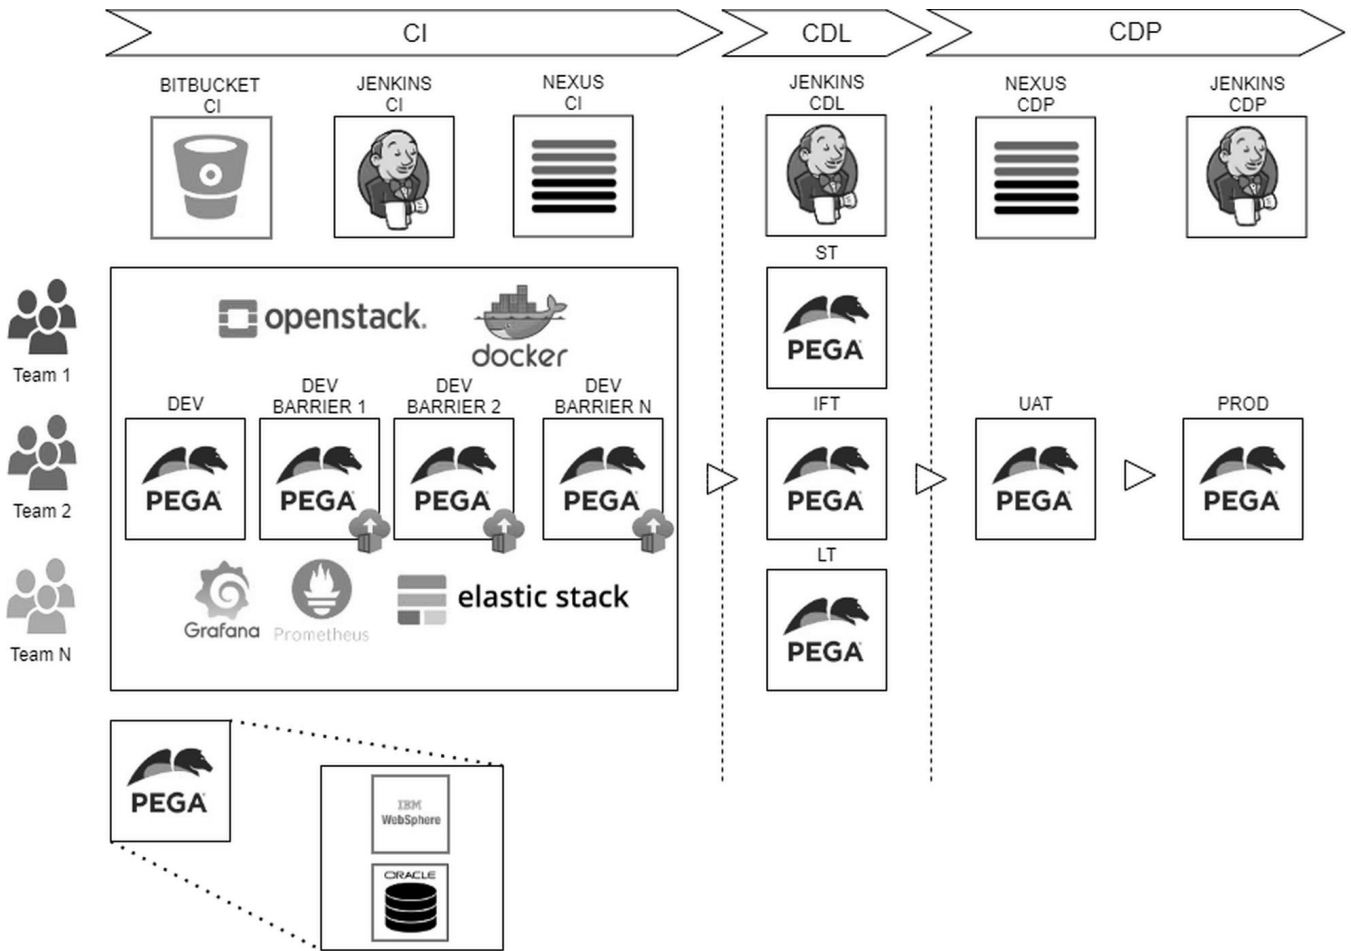 CI
CDL
CDP
BITBUCKET
CI
JENKINS
CI
NEXUS
CI
JENKINS
CDL
NEXUS
CDP
JENKINS
CDP
Team 1
Team 2
Team N
openstack.
docker
DEV
DEV
BARRIER 1
DEV
BARRIER 2
DEV
BARRIER N
PEGA
PEGA
PEGA
PEGA
Grafana
Prometheus
elastic stack
ST
PEGA
IFT
PEGA
LT
PEGA
UAT
PEGA
PROD
PEGA
PEGA
IBM
WebSphere
ORACLE